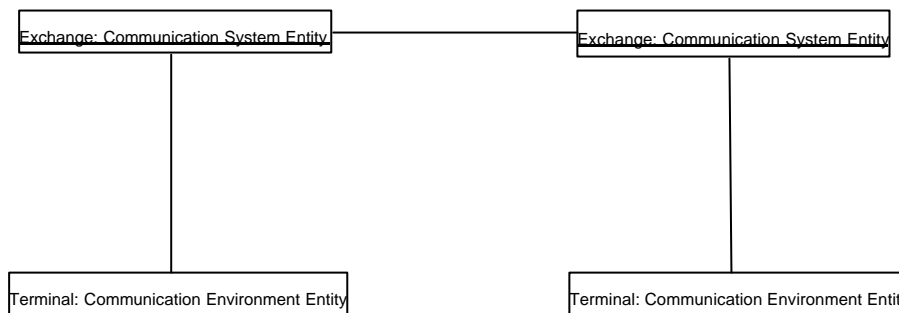 Exchange: Communication System Entity
Exchange: Communication System Entity
Terminal: Communication Environment Entity
Terminal: Communication Environment Entit